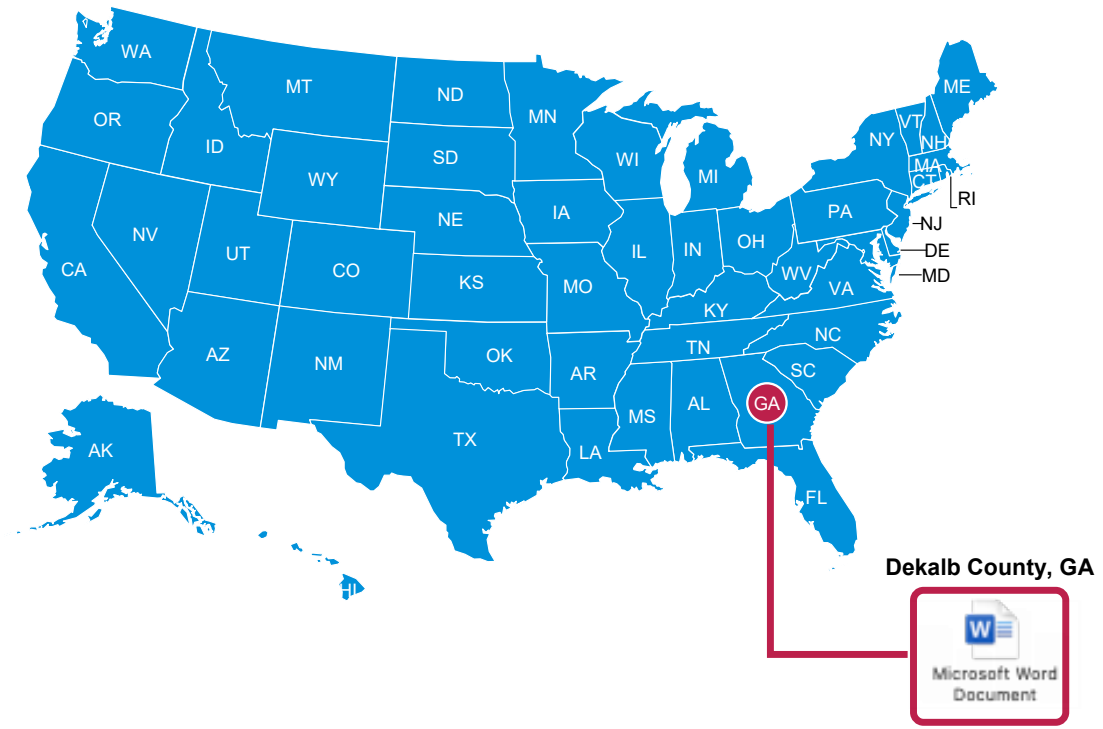 WA
MT
ND
MN
ME
OR
ID
SD
WI
MI
NY
VT
NH
MA
CT
RI
WY
NE
IA
PA
NJ
NV
UT
CO
KS
MO
IL
IN
OH
WV
VA
DE
MD
CA
AZ
NM
OK
AR
KY
TN
NC
SC
TX
LA
MS
AL
GA
FL
AK
HI
Dekalb County, GA
W
Microsoft Word
Document